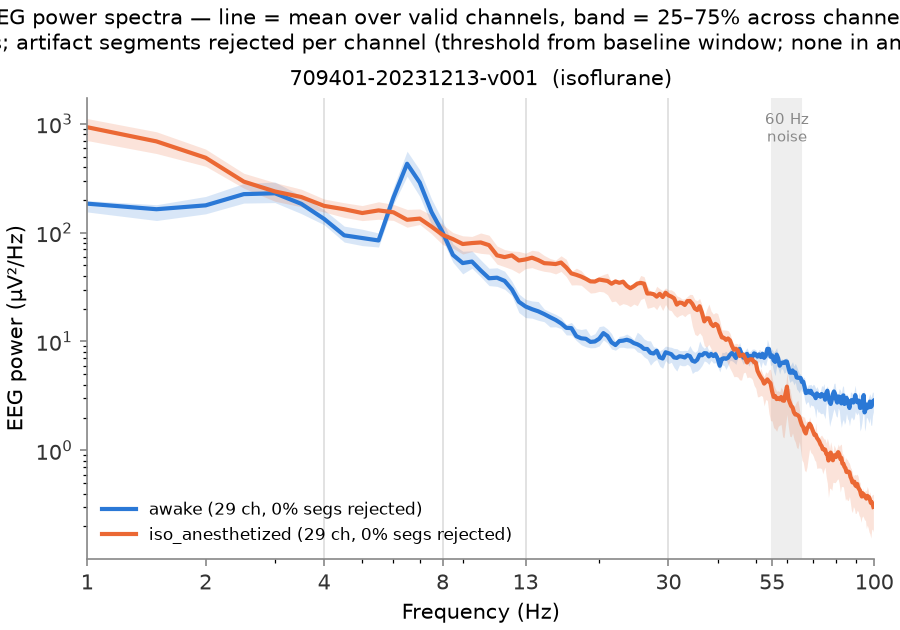 EG power spectra — line = mean over valid channels, band = 25–75% across channe
; artifact segments rejected per channel (threshold from baseline window; none in an
709401-20231213-v001 (isoflurane)
60 Hz
noise
EEG power (µV²/Hz)
10³
10²
10¹
10⁰
awake (29 ch, 0% segs rejected)
iso_anesthetized (29 ch, 0% segs rejected)
1 2 4 8 13 30 55 100
Frequency (Hz)